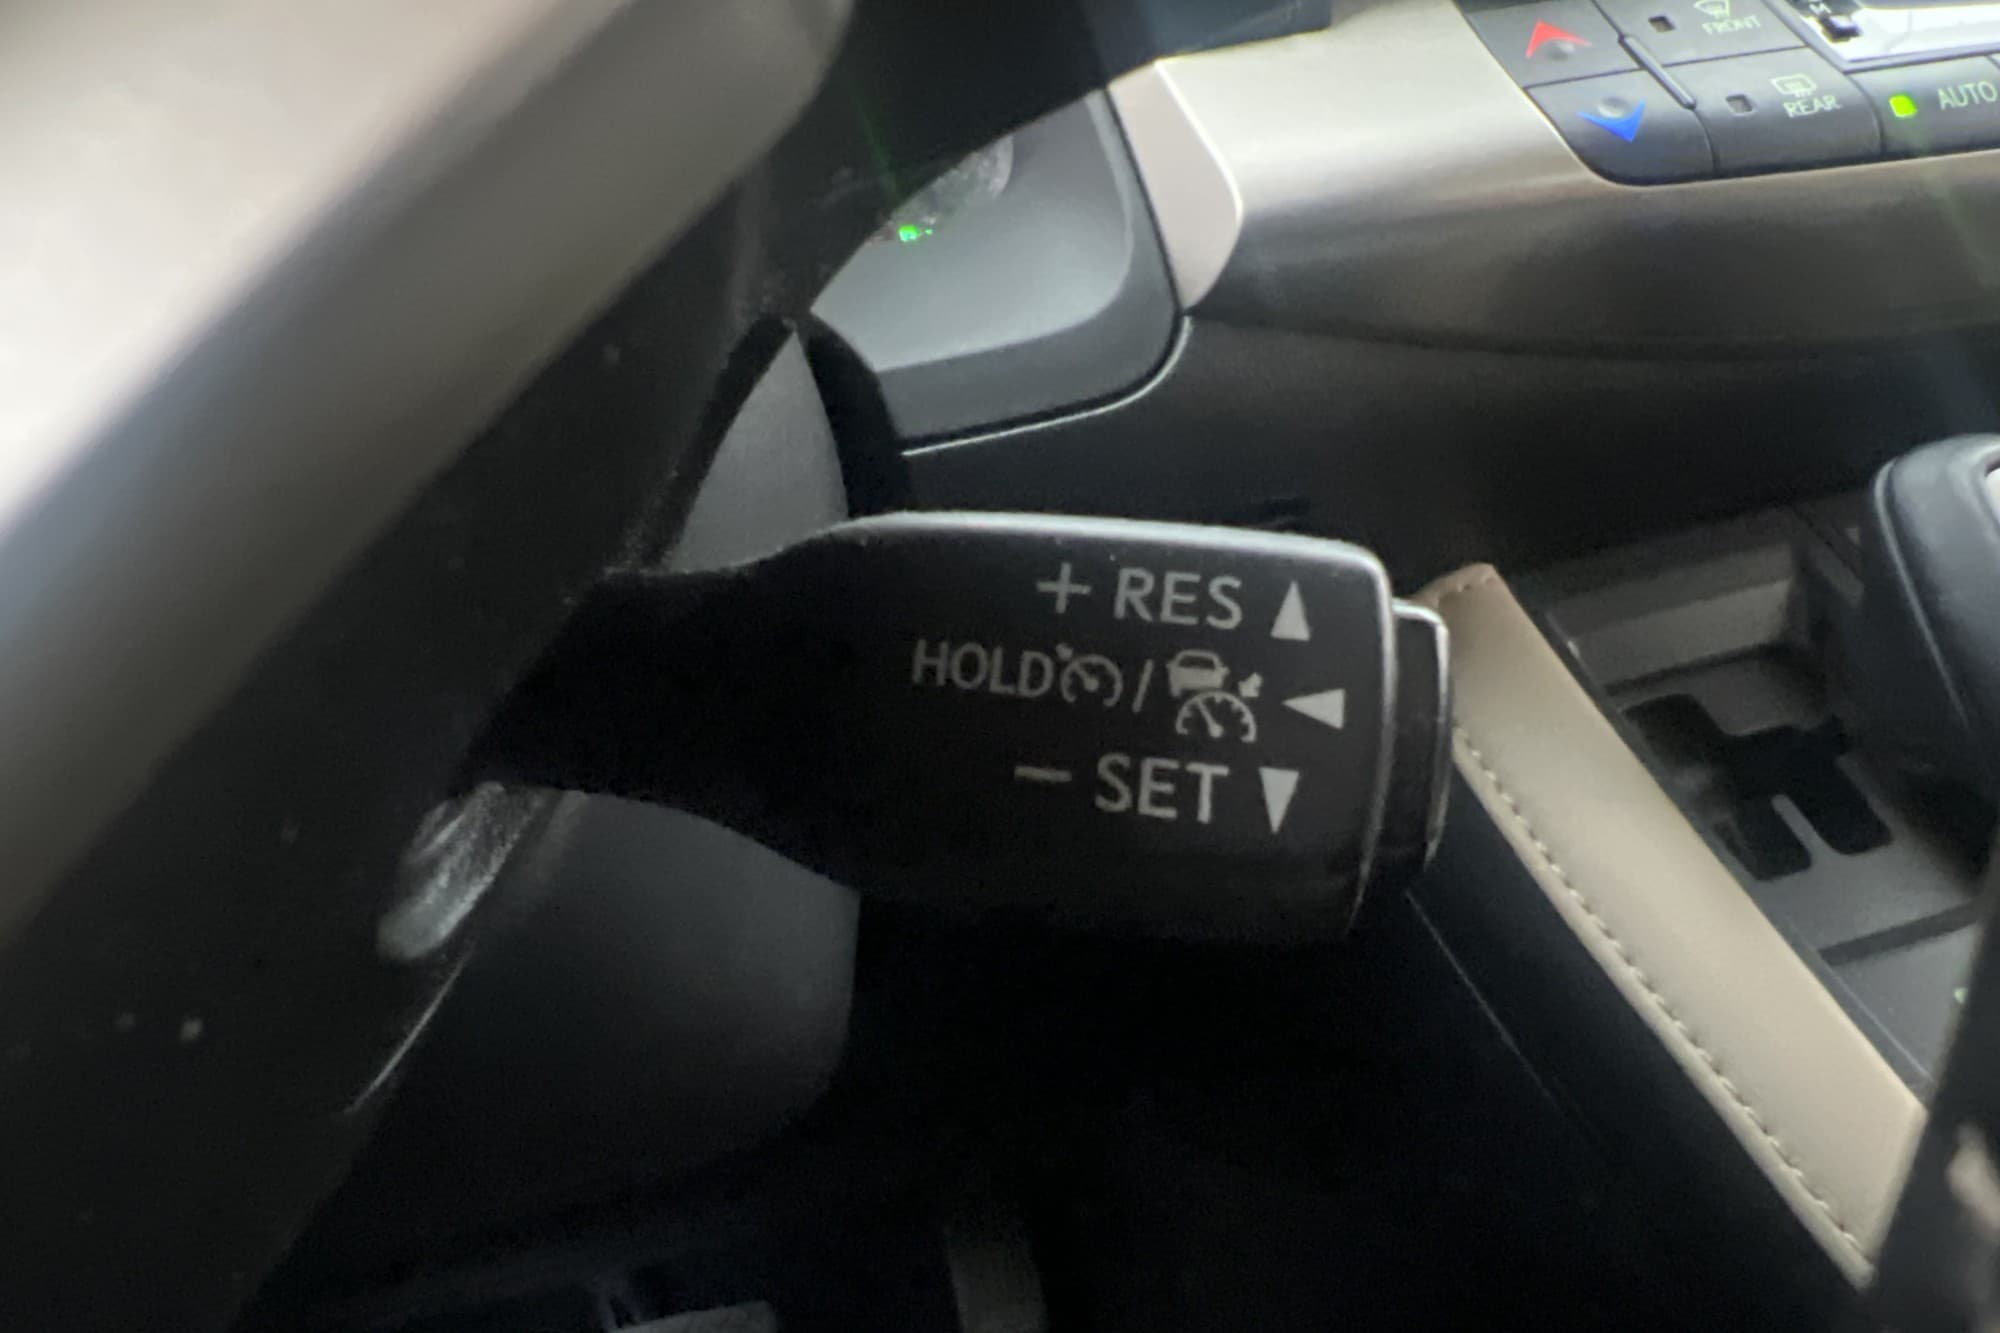 FRONT
REAR
AUTO
+ RES ▲
HOLD / ◀
− SET ▼